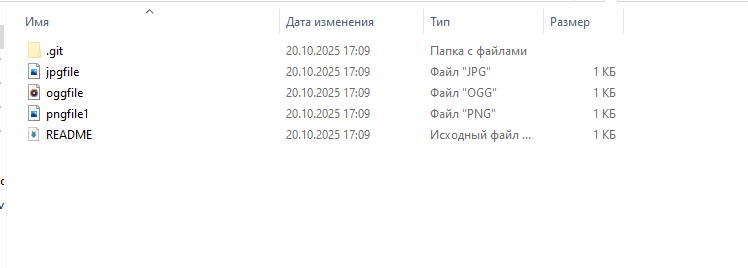 Имя Дата изменения Тип Размер
.git 20.10.2025 17:09 Папка с файлами
jpgfile 20.10.2025 17:09 Файл "JPG" 1 КБ
oggfile 20.10.2025 17:09 Файл "OGG" 1 КБ
pngfile1 20.10.2025 17:09 Файл "PNG" 1 КБ
README 20.10.2025 17:09 Исходный файл ... 1 КБ